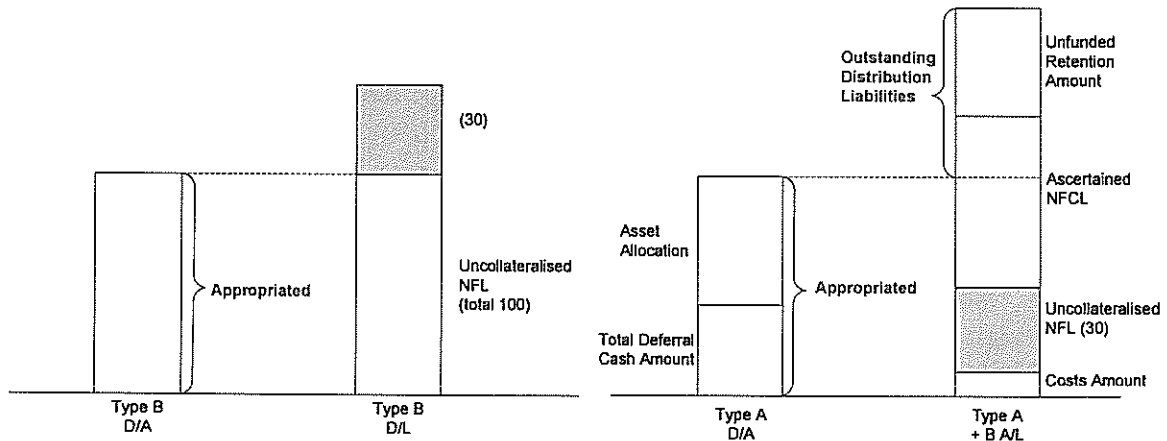 (30)
Appropriated
Uncollateralised
NFL
(total 100)
Type B
D/A
Type B
D/L
Outstanding
Distribution
Liabilities
Unfunded
Retention
Amount
Ascertained
NFCL
Asset
Allocation
Appropriated
Total Deferral
Cash Amount
Uncollateralised
NFL (30)
Costs Amount
Type A
D/A
Type A
+ B A/L